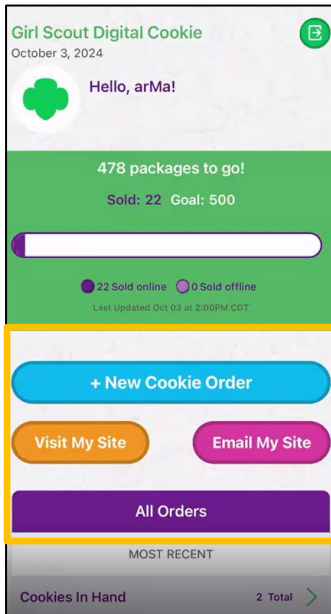 Girl Scout Digital Cookie
October 3, 2024
Hello, arMa!
478 packages to go!
Sold: 22 Goal: 500
22 Sold online 0 Sold offline
Last Updated Oct 03 at 2:00PM CDT
+ New Cookie Order
Visit My Site Email My Site
All Orders
MOST RECENT
Cookies In Hand 2 Total